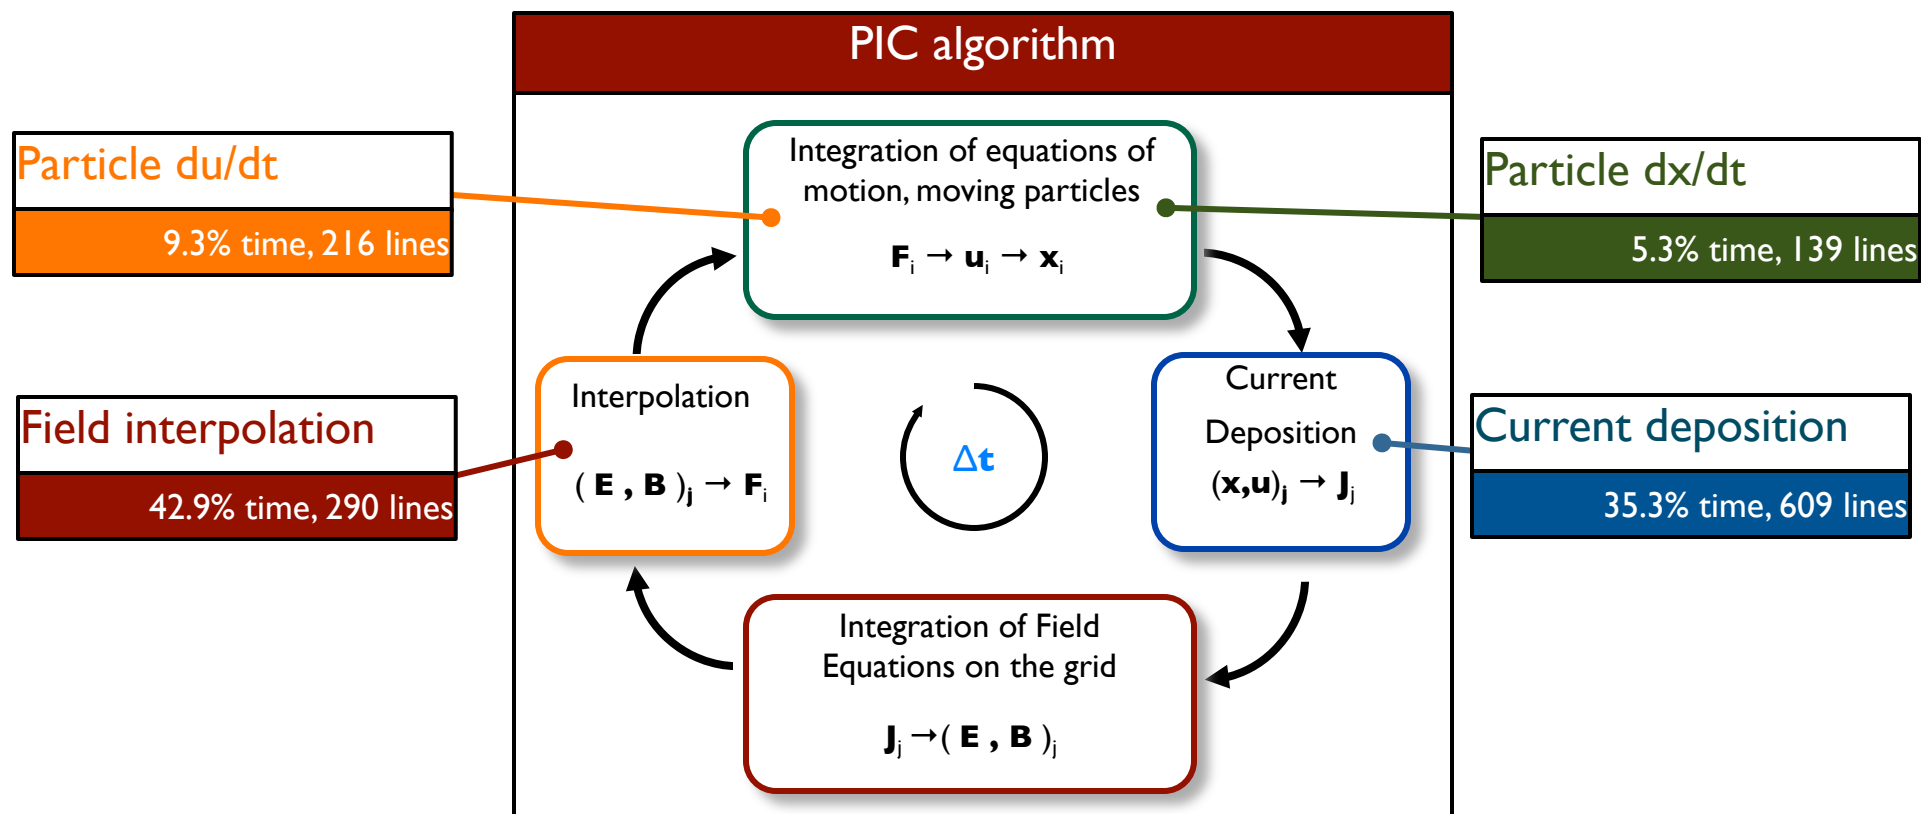 PIC algorithm
Particle du/dt
9.3% time, 216 lines
Integration of equations of
motion, moving particles
Fᵢ → uᵢ → xᵢ
Particle dx/dt
5.3% time, 139 lines
Field interpolation
42.9% time, 290 lines
Interpolation
( E , B )ⱼ → Fᵢ
Δt
Current
Deposition
(x,u)ⱼ → Jⱼ
Current deposition
35.3% time, 609 lines
Integration of Field
Equations on the grid
Jⱼ →( E , B )ⱼ